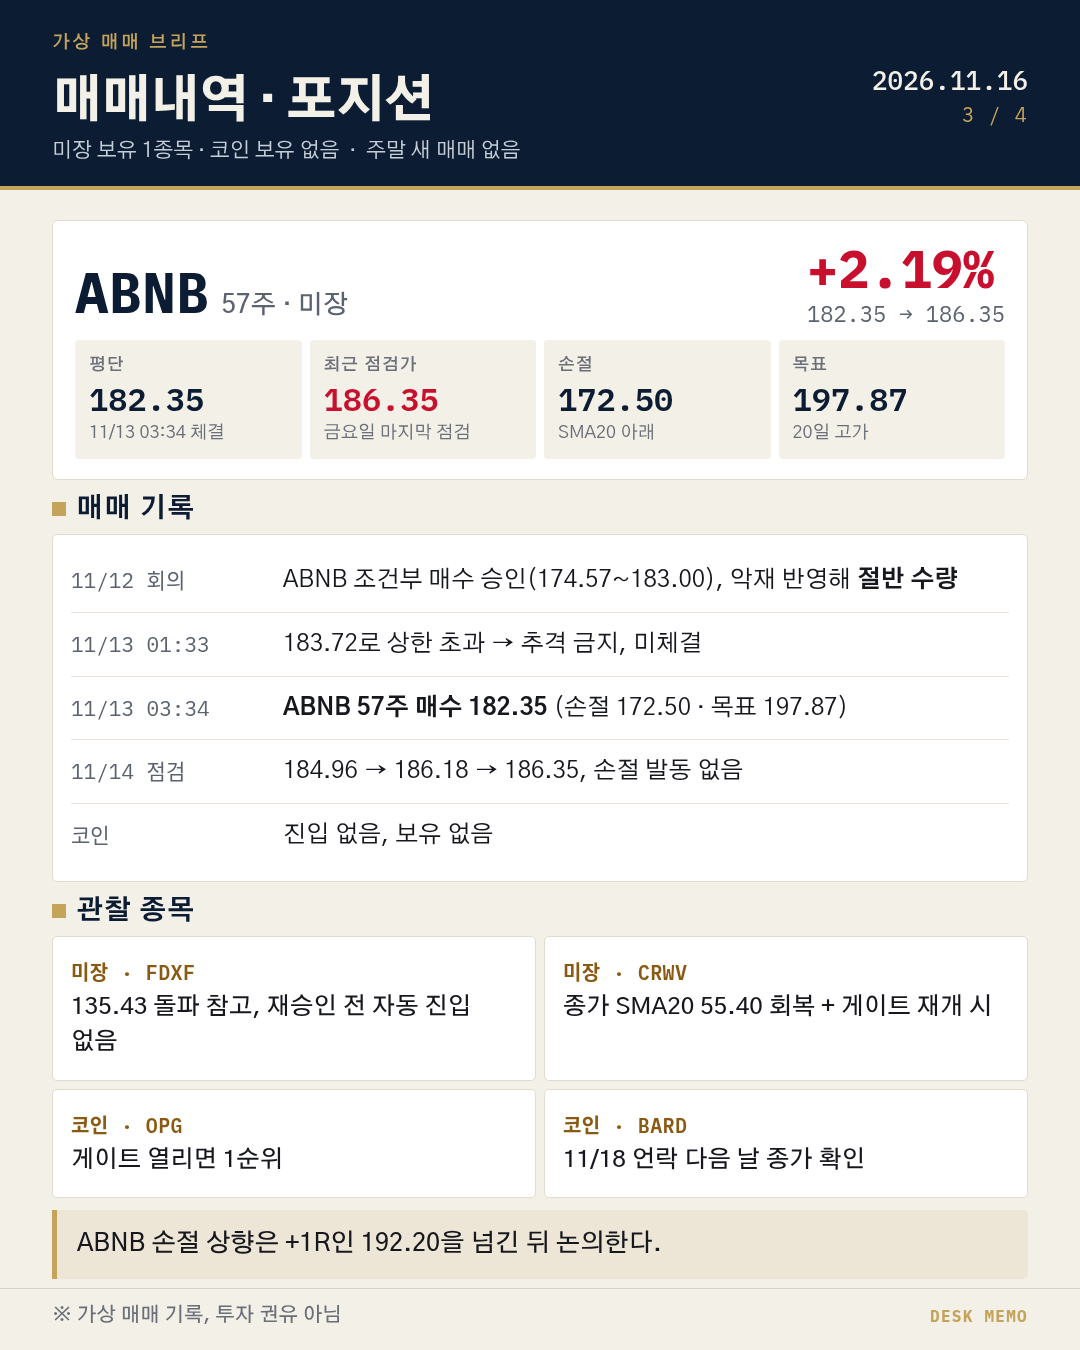 가상 매매 브리프
매매내역 · 포지션
2026.11.16
3 / 4
미장 보유 1종목 · 코인 보유 없음 · 주말 새 매매 없음
ABNB 57주 · 미장
+2.19%
182.35 → 186.35
평단
182.35
11/13 03:34 체결
최근 점검가
186.35
금요일 마지막 점검
손절
172.50
SMA20 아래
목표
197.87
20일 고가
매매 기록
11/12 회의 ABNB 조건부 매수 승인(174.57~183.00), 악재 반영해 절반 수량
11/13 01:33 183.72로 상한 초과 → 추격 금지, 미체결
11/13 03:34 ABNB 57주 매수 182.35 (손절 172.50 · 목표 197.87)
11/14 점검 184.96 → 186.18 → 186.35, 손절 발동 없음
코인 진입 없음, 보유 없음
관찰 종목
미장 · FDXF
135.43 돌파 참고, 재승인 전 자동 진입
없음
미장 · CRWV
종가 SMA20 55.40 회복 + 게이트 재개 시
코인 · OPG
게이트 열리면 1순위
코인 · BARD
11/18 언락 다음 날 종가 확인
ABNB 손절 상향은 +1R인 192.20을 넘긴 뒤 논의한다.
※ 가상 매매 기록, 투자 권유 아님
DESK MEMO